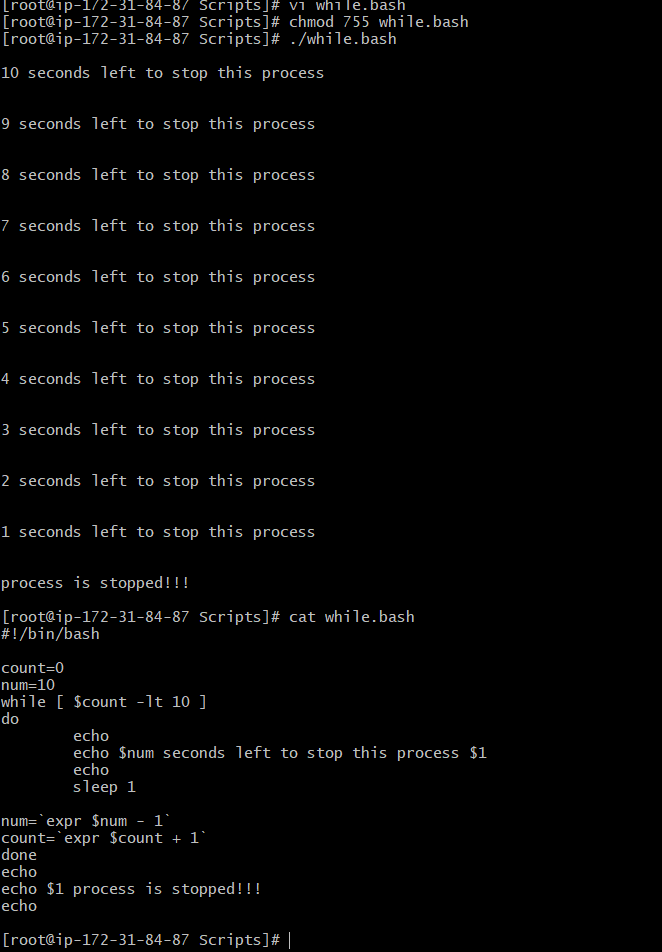 [root@ip-172-31-84-87 Scripts]# vi while.bash
[root@ip-172-31-84-87 Scripts]# chmod 755 while.bash
[root@ip-172-31-84-87 Scripts]# ./while.bash
10 seconds left to stop this process
9 seconds left to stop this process
8 seconds left to stop this process
7 seconds left to stop this process
6 seconds left to stop this process
5 seconds left to stop this process
4 seconds left to stop this process
3 seconds left to stop this process
2 seconds left to stop this process
1 seconds left to stop this process
process is stopped!!!
[root@ip-172-31-84-87 Scripts]# cat while.bash
#!/bin/bash
count=0
num=10
while [ $count -lt 10 ]
do
echo
echo $num seconds left to stop this process $1
echo
sleep 1
num=`expr $num - 1`
count=`expr $count + 1`
done
echo
echo $1 process is stopped!!!
echo
[root@ip-172-31-84-87 Scripts]#